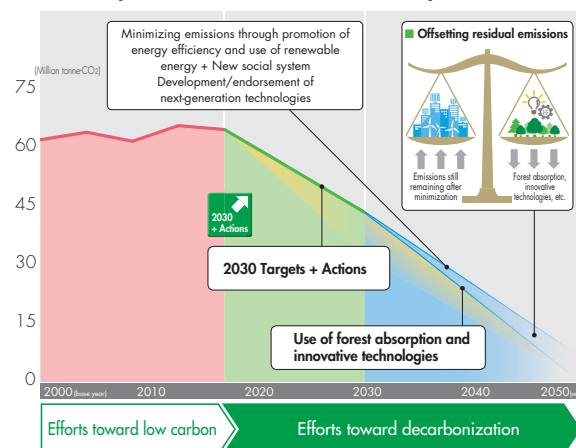 Minimizing emissions through promotion of
energy efficiency and use of renewable
energy + New social system
Development/endorsement of
next-generation technologies
Offsetting residual emissions
Emissions still
remaining after
minimization
Forest absorption,
innovative
technologies, etc.
(Million tonne-CO2)
75
60
45
30
15
0
2030
+ Actions
2030 Targets + Actions
Use of forest absorption and
innovative technologies
2000 (base year) 2010 2020 2030 2040 2050
Efforts toward low carbon Efforts toward decarbonization